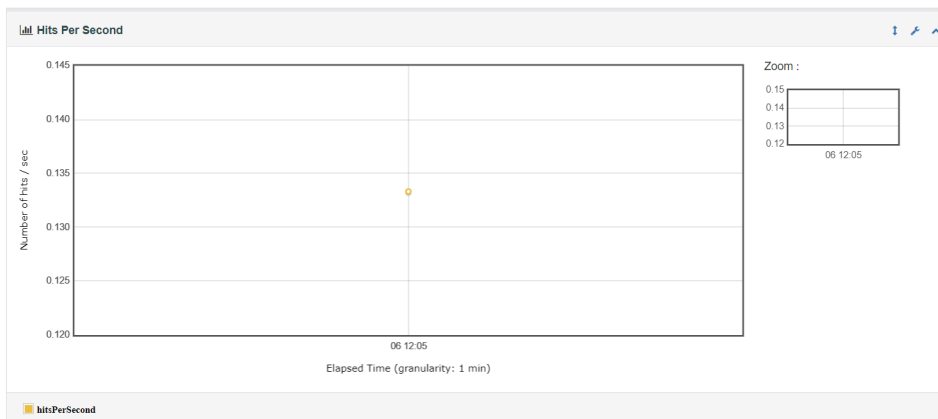 Hits Per Second
0.145
0.140
0.135
0.130
0.125
0.120
Number of hits / sec
06 12:05
Elapsed Time (granularity: 1 min)
Zoom :
0.15
0.14
0.13
0.12
06 12:05
hitsPerSecond